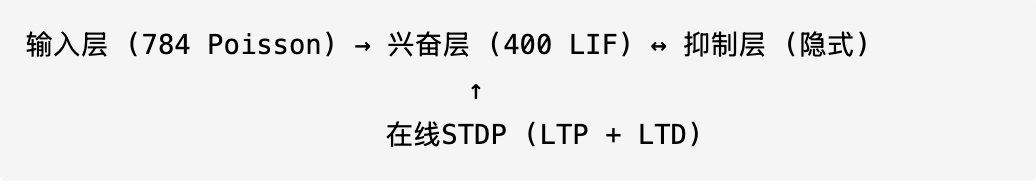 输入层 (784 Poisson) → 兴奋层 (400 LIF) ↔ 抑制层 (隐式)
↑
在线STDP (LTP + LTD)